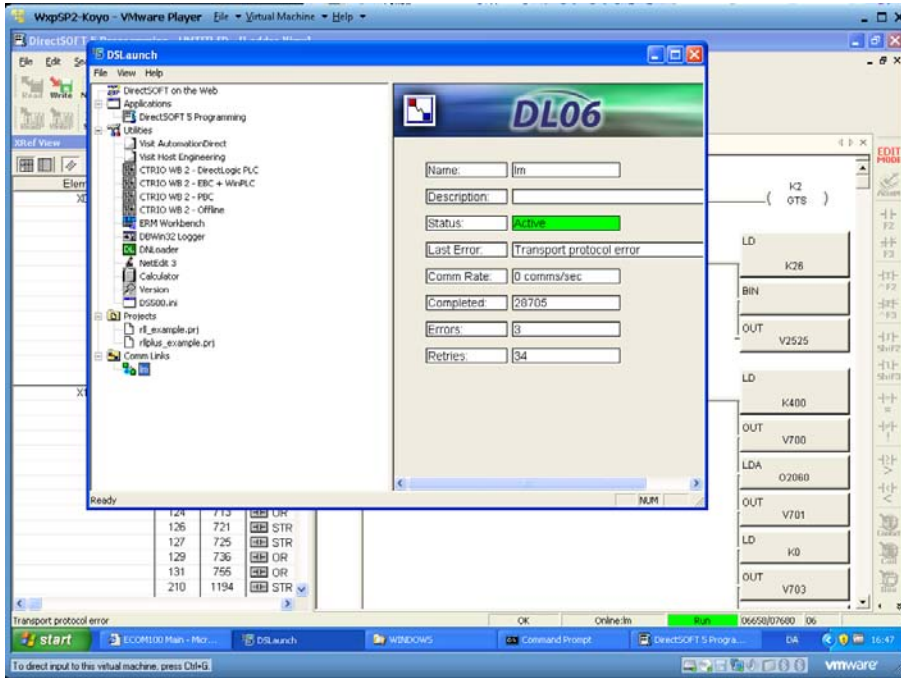 WxpSP2-Koyo - VMware Player File Virtual Machine Help
DSLaunch
File View Help
DirectSOFT on the Web
Applications
DirectSOFT 5 Programming
Utilities
Visit AutomationDirect
Visit Host Engineering
CTRIO WB 2 - DirectLogic PLC
CTRIO WB 2 - EBC + WinPLC
CTRIO WB 2 - PBC
CTRIO WB 2 - Offline
ERM Workbench
DBWin32 Logger
DNLoader
NetEdit 3
Calculator
Version
DS500.ini
Projects
rll_example.prj
rllplus_example.prj
Comm Links
lm
Ready
NUM
DL06
Name: lm
Description:
Status: Active
Last Error: Transport protocol error
Comm Rate: 0 comms/sec
Completed: 28705
Errors: 3
Retries: 34
File Edit
Read Write
XRef View
Elem
EDIT
MODE
K2
GTS
LD
K26
BIN
OUT
V2525
LD
K400
OUT
V700
LDA
O2060
OUT
V701
LD
K0
OUT
V703
124 713 OR
126 721 STR
127 725 STR
129 736 OR
131 755 OR
210 1194 STR
Transport protocol error OK Online:lm Run 06650/07680 06
start ECOM100 Main - Mcr... DSLaunch WINDOWS Command Prompt DirectSOFT 5 Progra... DA 16:47
To direct input to this virtual machine, press Ctrl+G. vmware